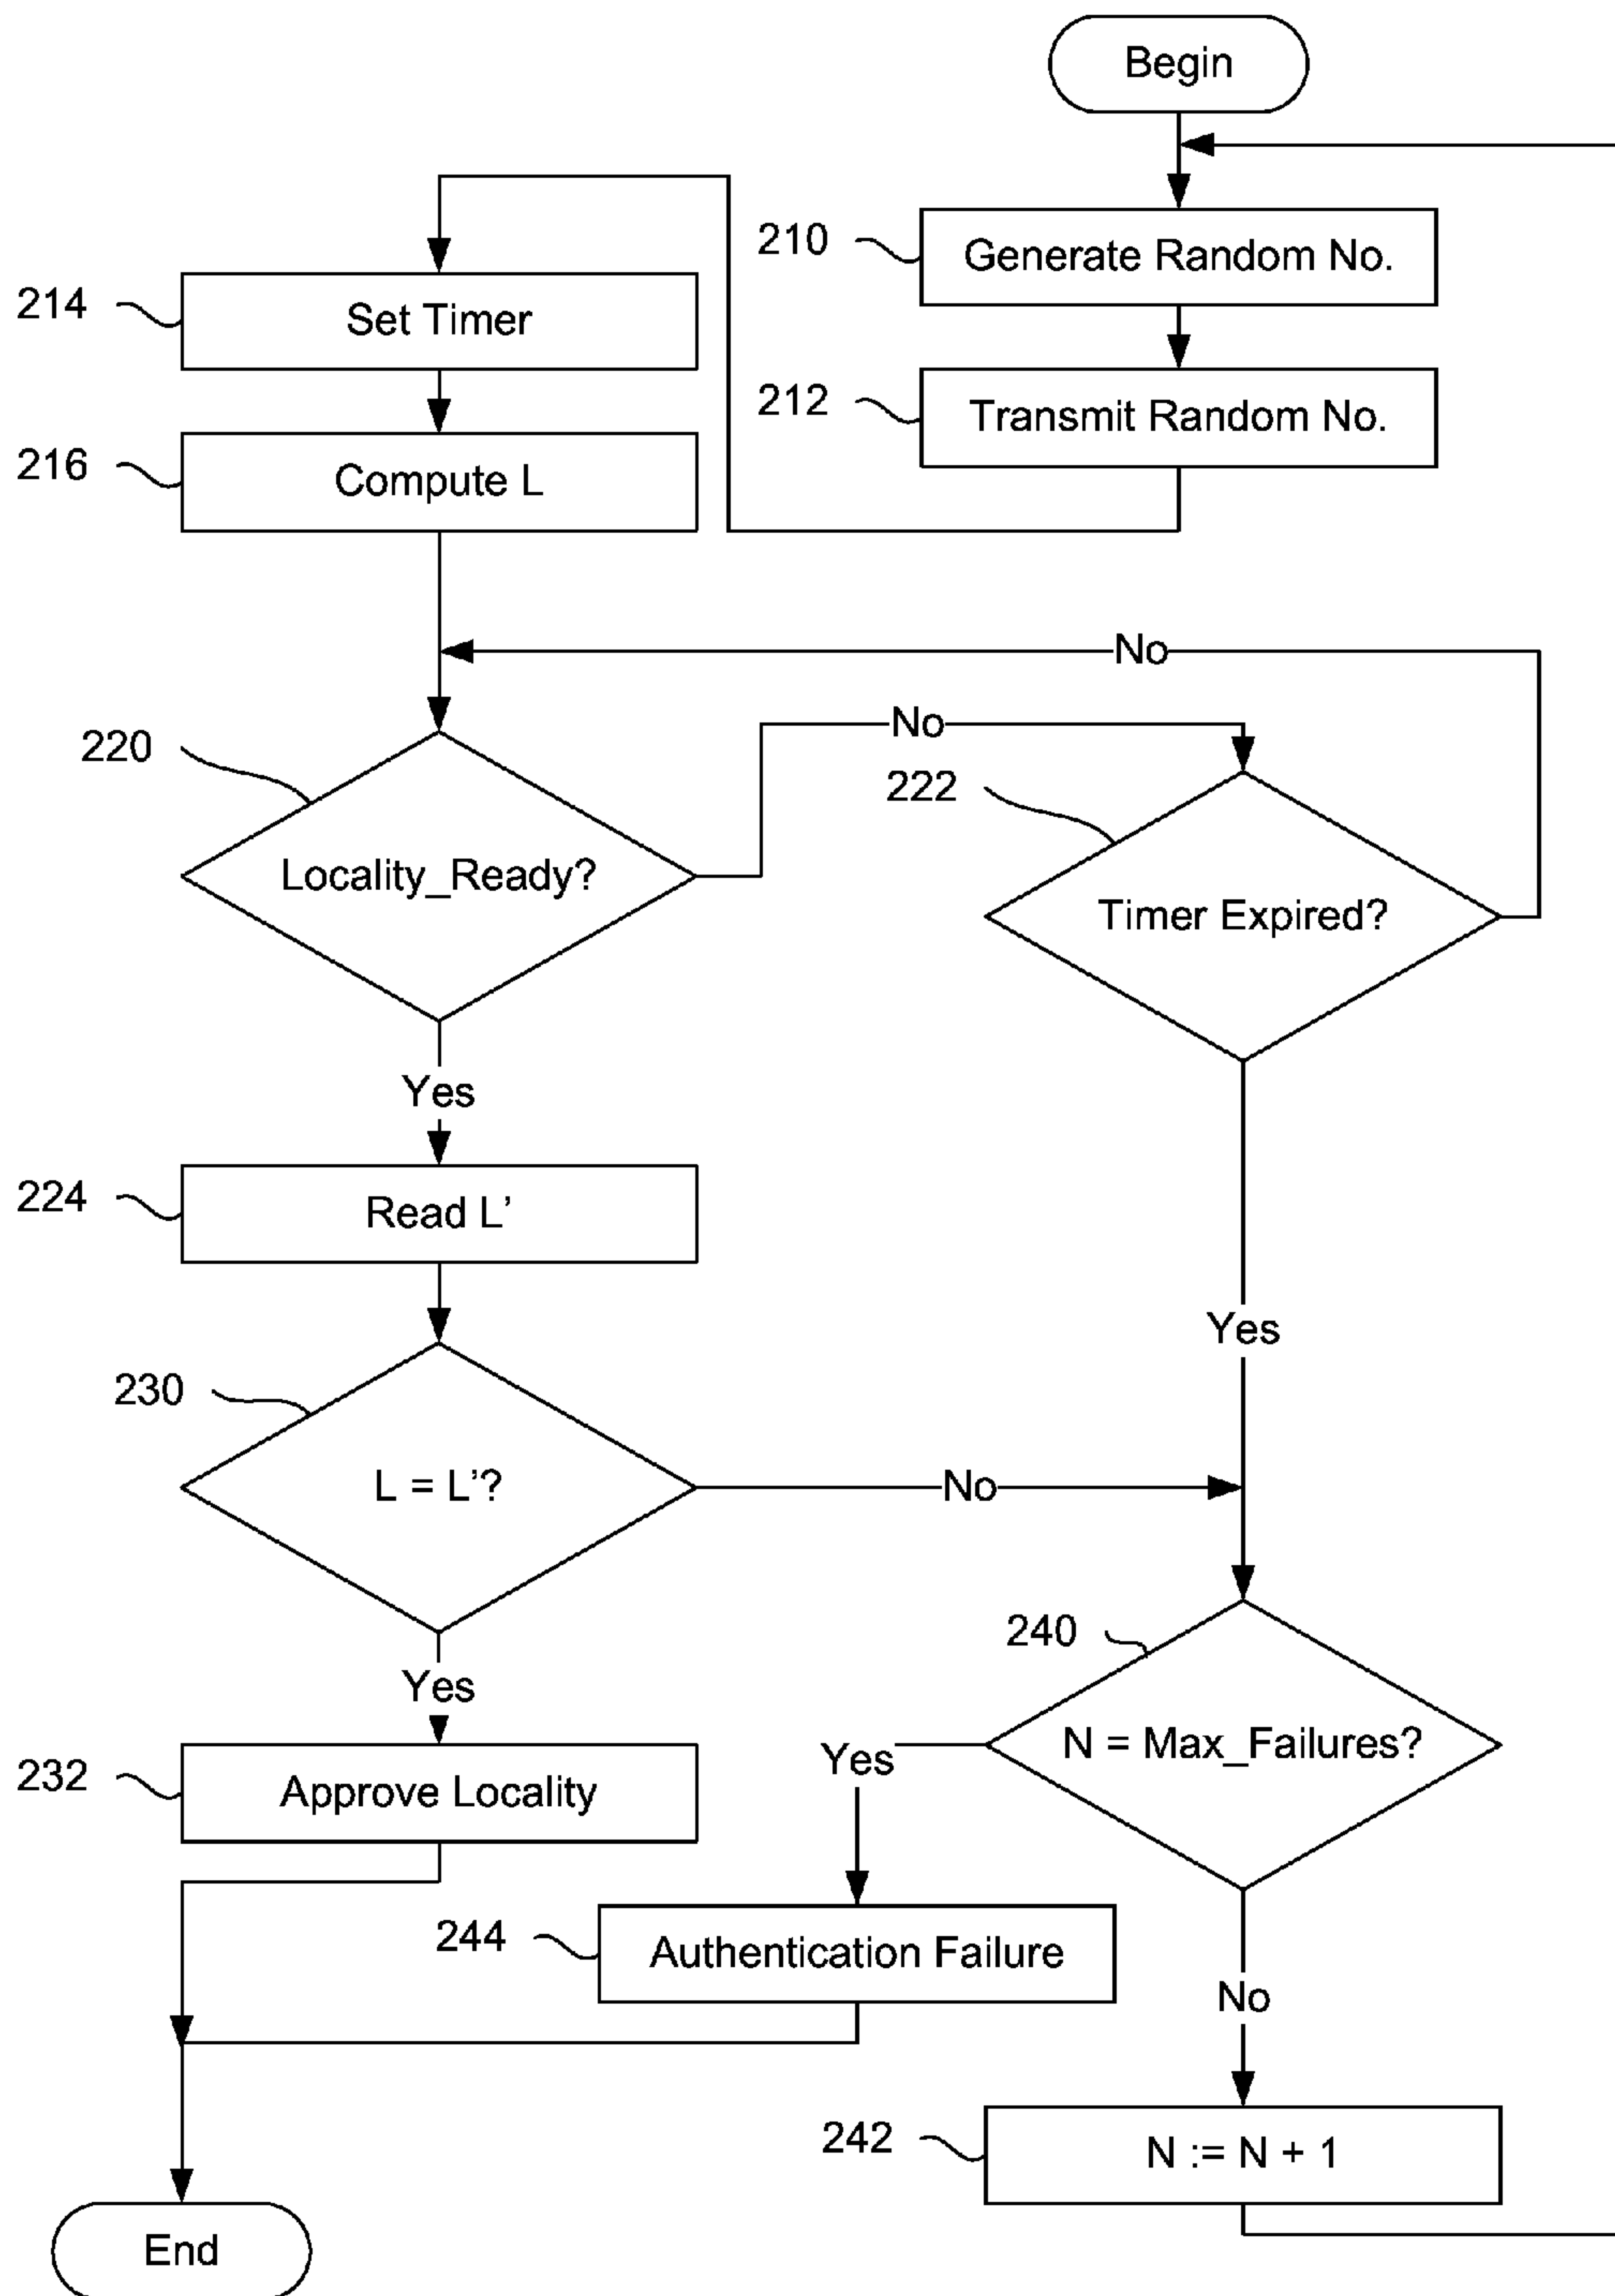 Begin
210
Generate Random No.
214
Set Timer
212
Transmit Random No.
216
Compute L
No
No
220
222
Locality_Ready?
Timer Expired?
Yes
224
Read L’
Yes
230
L = L’?
No
240
Yes
N = Max_Failures?
Yes
232
Approve Locality
244
Authentication Failure
No
242
N := N + 1
End